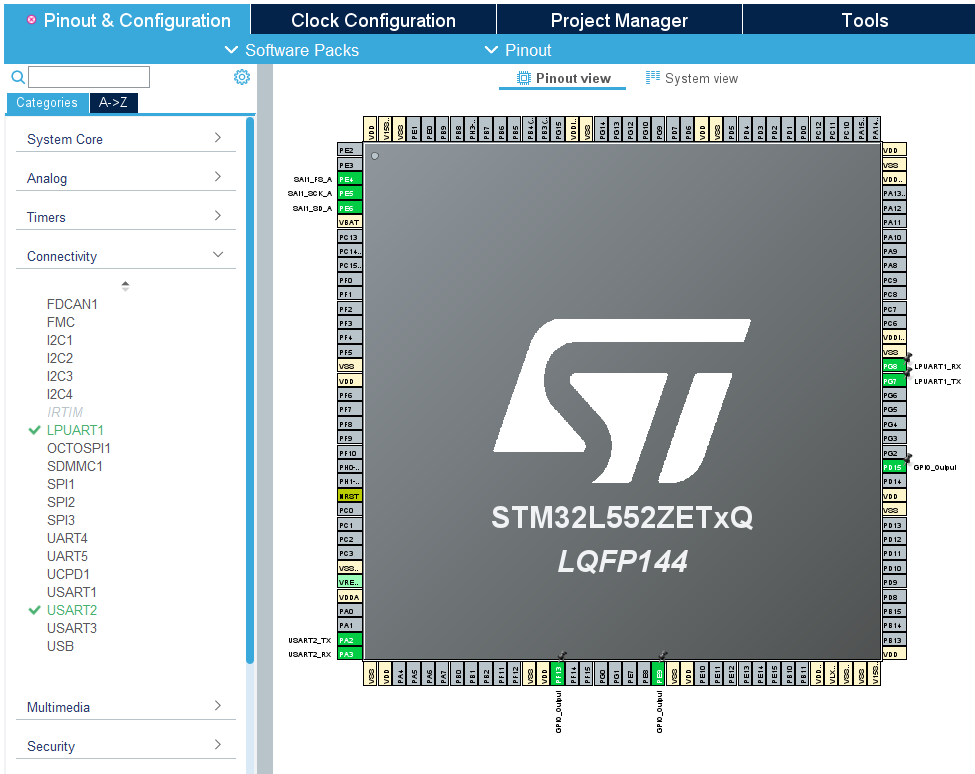 Pinout & Configuration
Clock Configuration
Project Manager
Tools
Software Packs
Pinout
Pinout view
System view
Categories
A->Z
System Core
Analog
Timers
Connectivity
FDCAN1
FMC
I2C1
I2C2
I2C3
I2C4
IRTIM
LPUART1
OCTOSPI1
SDMMC1
SPI1
SPI2
SPI3
UART4
UART5
UCPD1
USART1
USART2
USART3
USB
Multimedia
Security
VDD
V15S..
VSS
PE1
PE0
PB9
PB8
PH3-..
PB7
PB6
PB5
PB4 (..
PB3 (..
PG15
VDDI..
VSS
PG14
PG13
PG12
PG10
PG9
PD7
PD6
VDD
VSS
PD5
PD4
PD3
PD2
PD1
PD0
PC12
PC11
PC10
PA15..
PA14..
PE2
PE3
SAI1_FS_A PE4
SAI1_SCK_A PE5
SAI1_SD_A PE6
VBAT
PC13
PC14..
PC15..
PF0
PF1
PF2
PF3
PF4
PF5
VSS
VDD
PF6
PF7
PF8
PF9
PF10
PH0-..
PH1-..
NRST
PC0
PC1
PC2
PC3
VSS..
VRE..
VDDA
PA0
PA1
USART2_TX PA2
USART2_RX PA3
ST
STM32L552ZETxQ
LQFP144
VDD
VSS
VDD..
PA13..
PA12
PA11
PA10
PA9
PA8
PC9
PC8
PC7
PC6
VDDI..
VSS
PG8 LPUART1_RX
PG7 LPUART1_TX
PG6
PG5
PG4
PG3
PG2
PD15 GPIO_Output
PD14
VDD
VSS
PD13
PD12
PD11
PD10
PD9
PD8
PB15
PB14
PB13
VDD
VSS
VDD
PA4
PA5
PA6
PA7
PB0
PB1
PB2
PF11
PF12
VSS
VDD
PF13
PF14
PF15
PG0
PG1
PE7
PE8
PE9
VSS
VDD
PE10
PE11
PE12
PE13
PE14
PE15
PB10
PB11
VDD..
VLX..
VSS..
VSS
V15S..
GPIO_Output
GPIO_Output